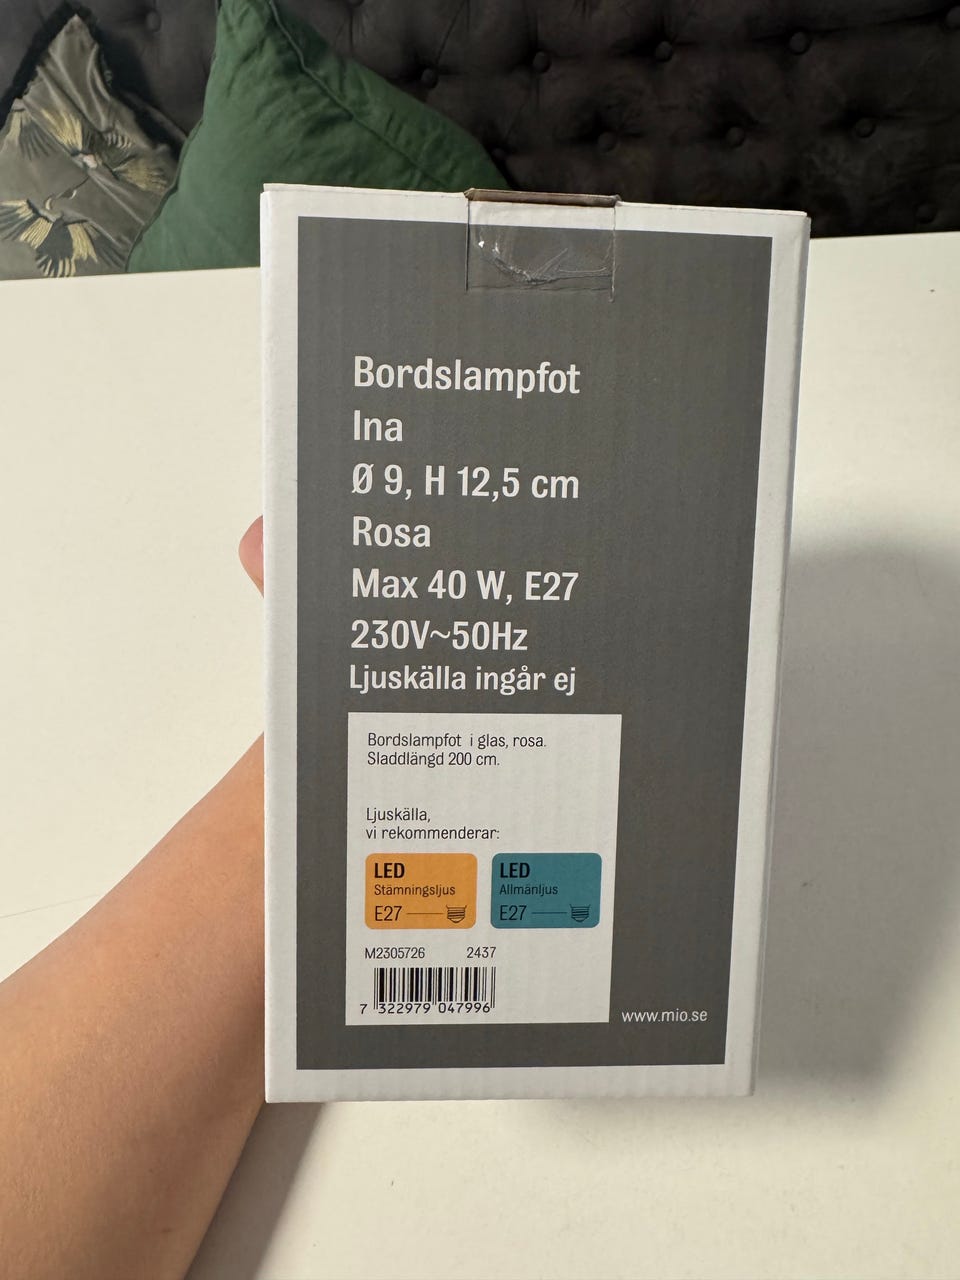 Bordslampfot
Ina
Ø 9, H 12,5 cm
Rosa
Max 40 W, E27
230V~50Hz
Ljuskälla ingår ej
Bordslampfot i glas, rosa.
Sladdlängd 200 cm.
Ljuskälla,
vi rekommenderar:
LED
Stämningsljus
E27
LED
Allmänljus
E27
M2305726 2437
7 322979 047996
www.mio.se